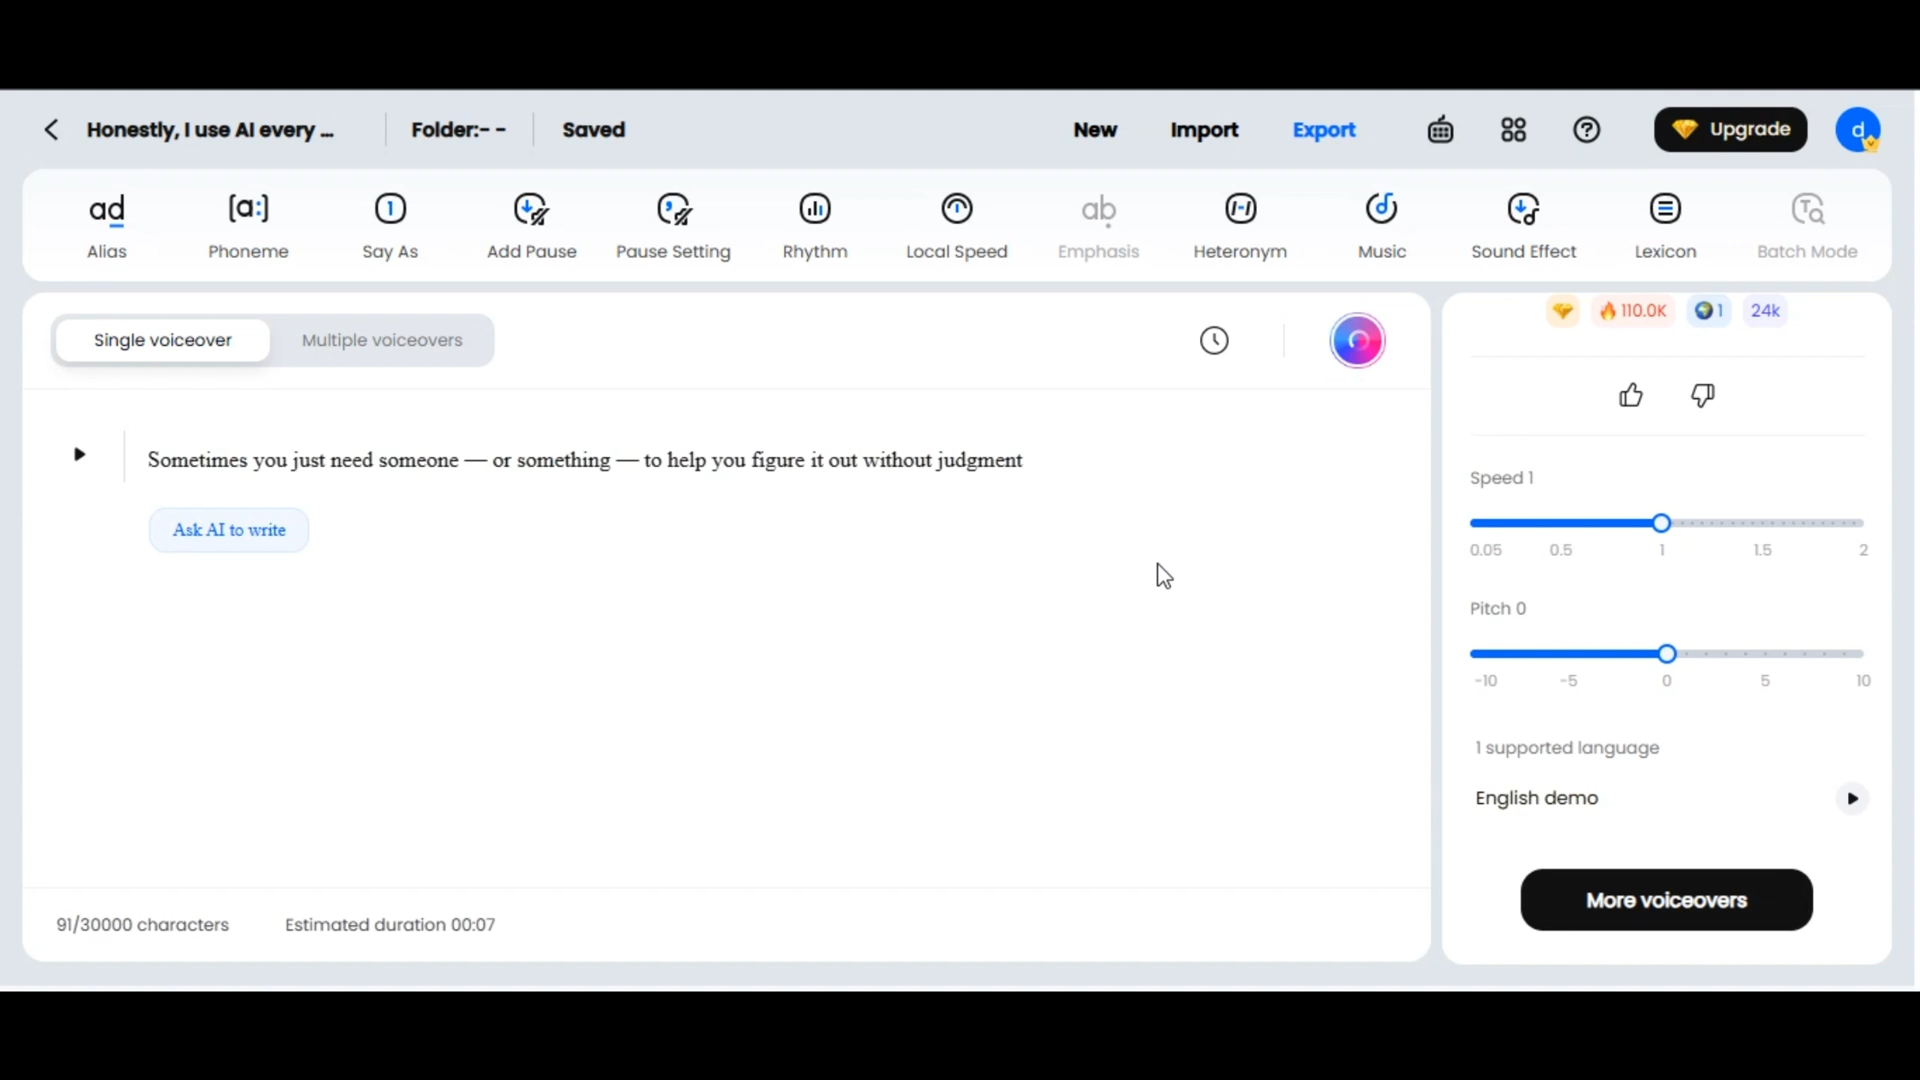 Honestly, I use AI every ...
Folder:- -
Saved
New
Import
Export
Upgrade
d
Alias
Phoneme
Say As
Add Pause
Pause Setting
Rhythm
Local Speed
Emphasis
Heteronym
Music
Sound Effect
Lexicon
Batch Mode
Single voiceover
Multiple voiceovers
110.0K
1
24k
Sometimes you just need someone — or something — to help you figure it out without judgment
Ask AI to write
Speed 1
0.05 0.5 1 1.5 2
Pitch 0
-10 -5 0 5 10
1 supported language
English demo
More voiceovers
91/30000 characters
Estimated duration 00:07